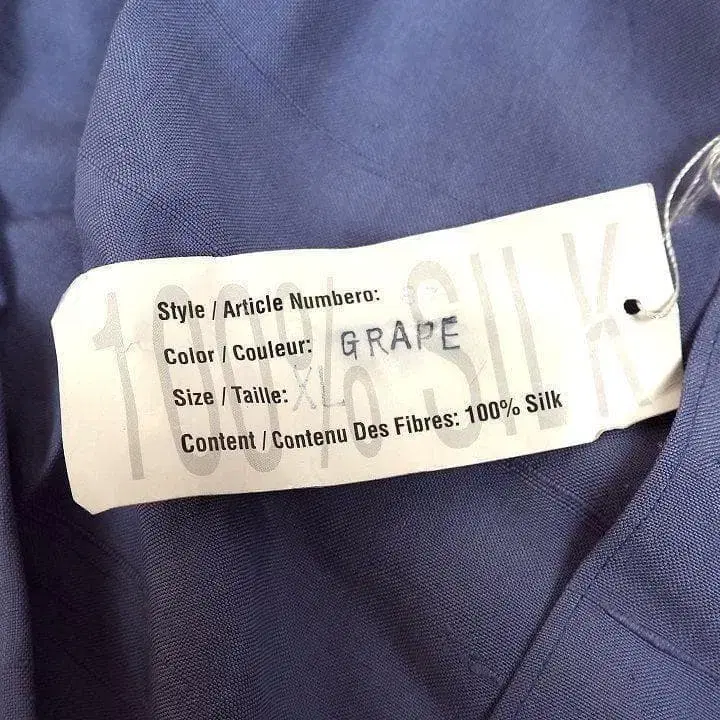 100% SILK
Style / Article Numbero:
Color / Couleur: GRAPE
Size / Taille: XL
Content / Contenu Des Fibres: 100% Silk